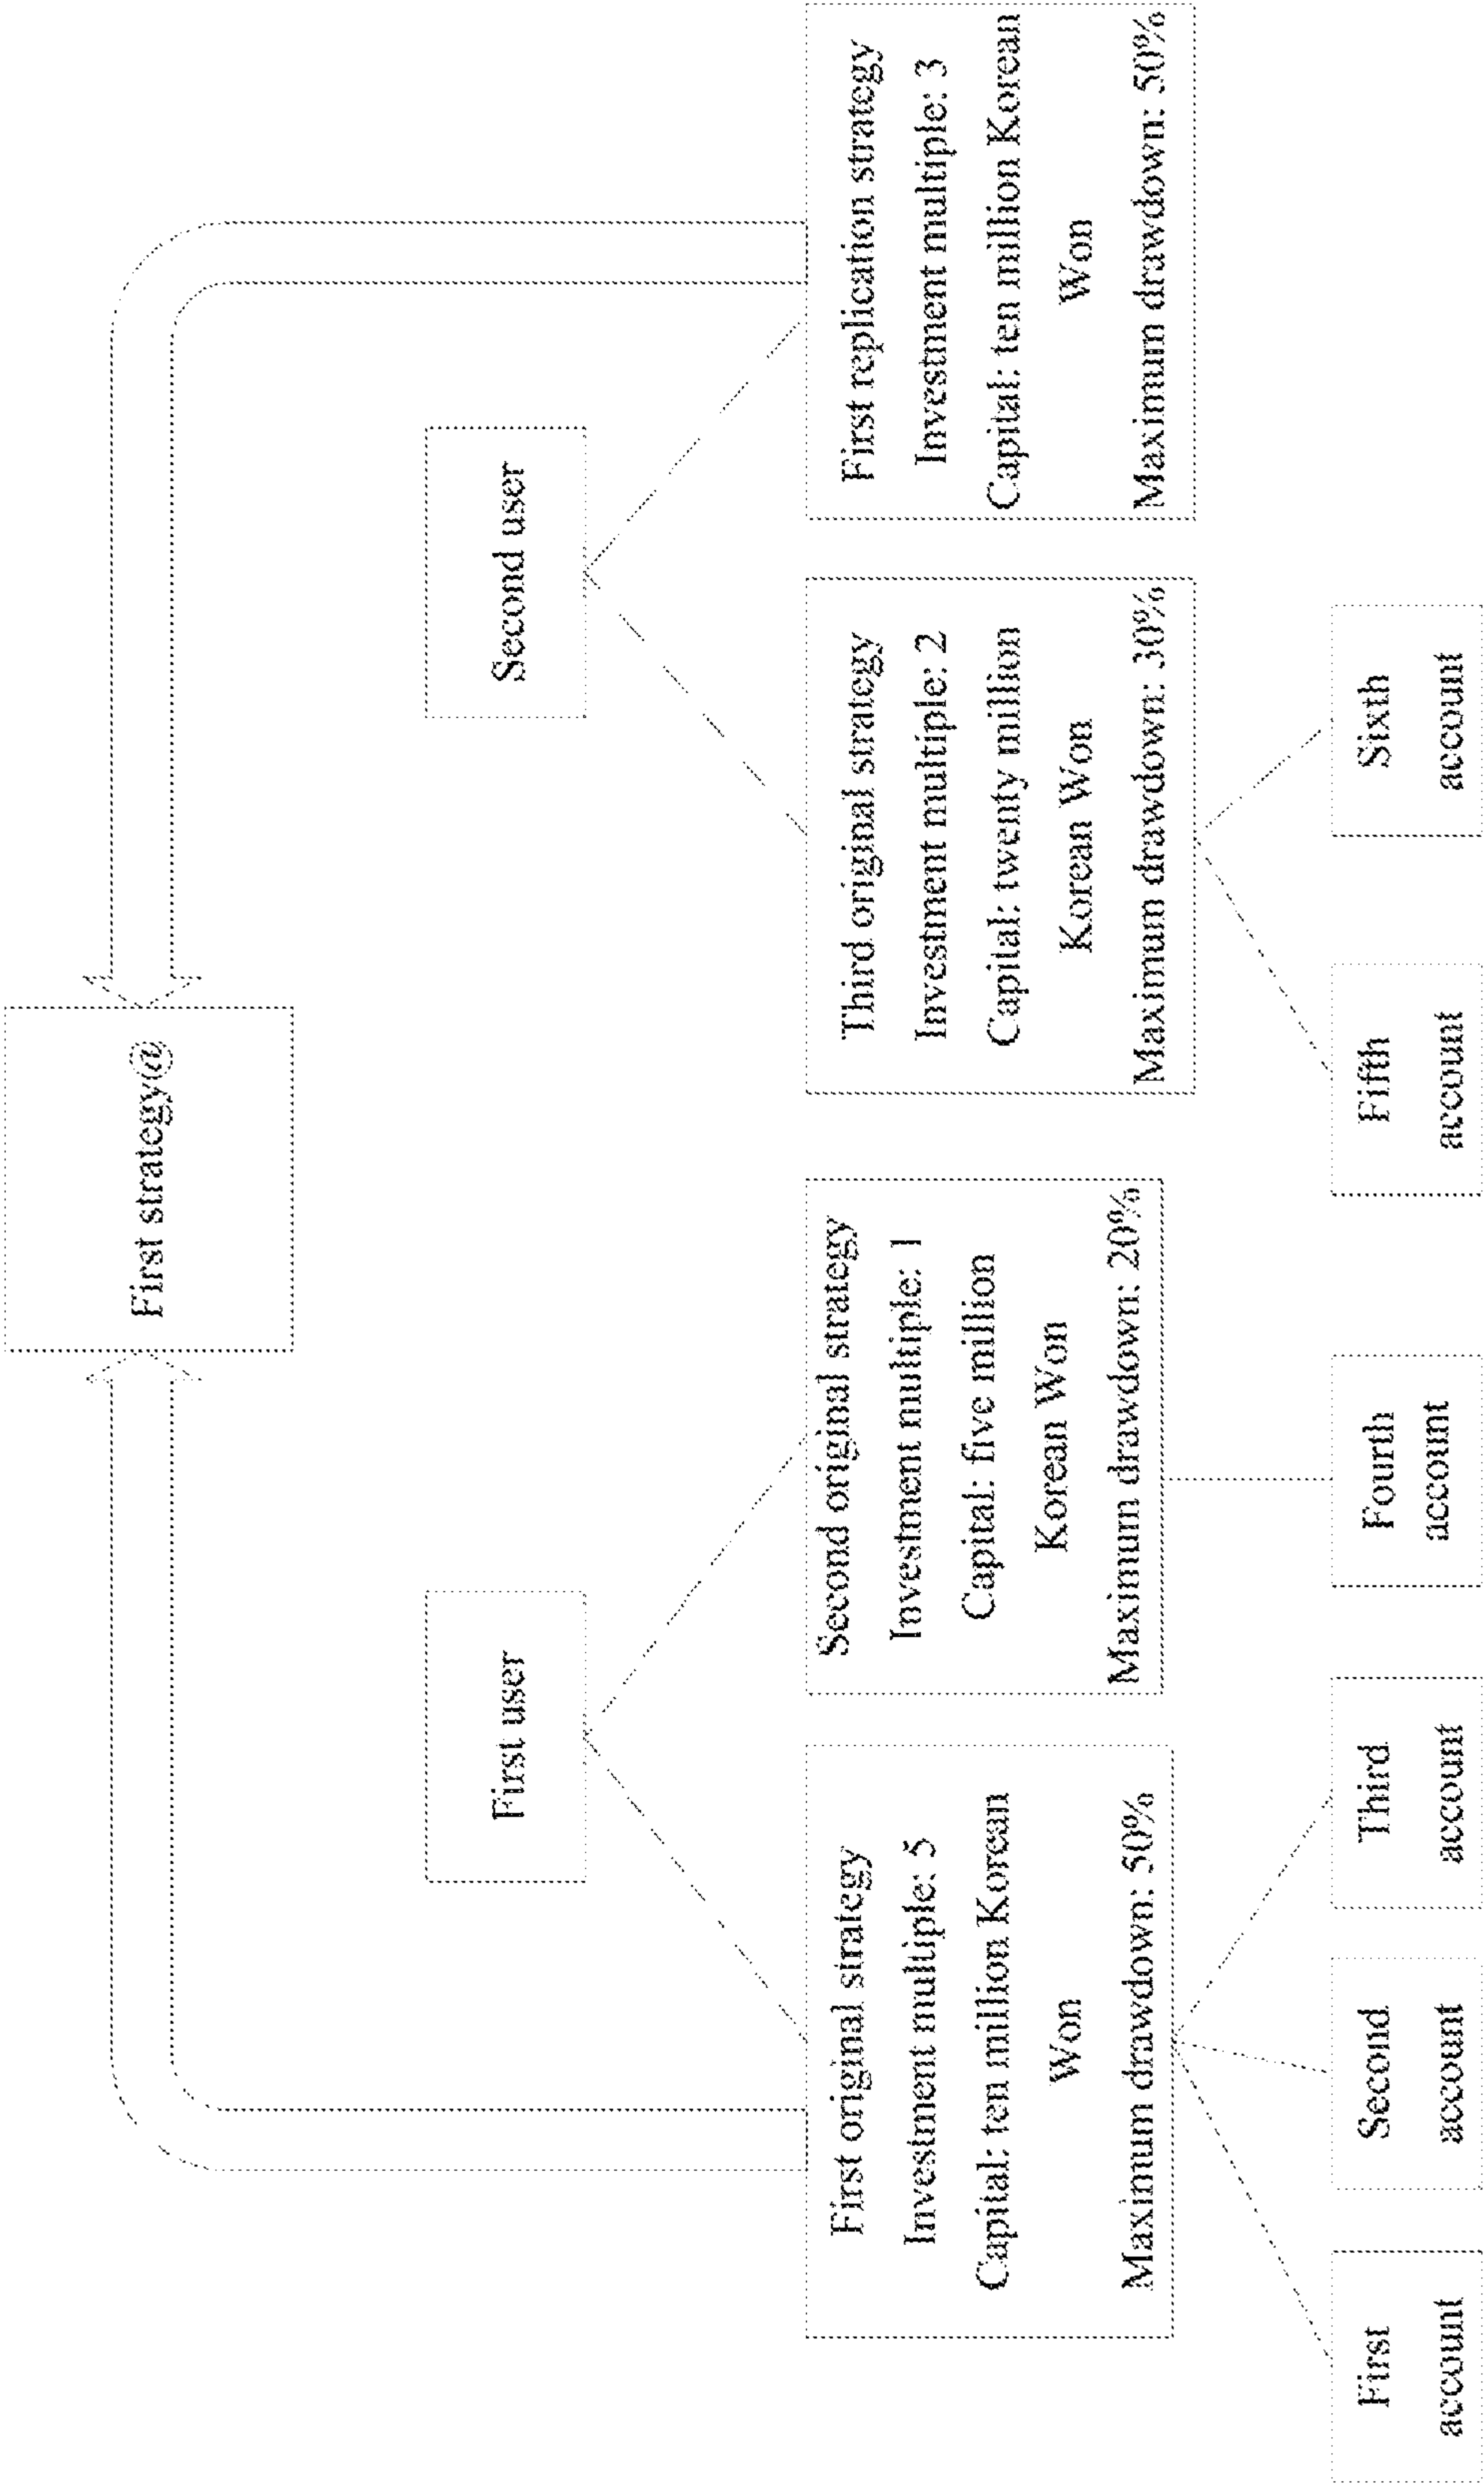 First strategy@
First user
Second user
First original strategy
Investment multiple: 5
Capital: ten million Korean
Won
Maximum drawdown: 50%
Second original strategy
Investment multiple: 1
Capital: five million
Korean Won
Maximum drawdown: 20%
Third original strategy
Investment multiple: 2
Capital: twenty million
Korean Won
Maximum drawdown: 30%
First replication strategy
Investment multiple: 3
Capital: ten million Korean
Won
Maximum drawdown: 50%
First
account
Second
account
Third
account
Fourth
account
Fifth
account
Sixth
account